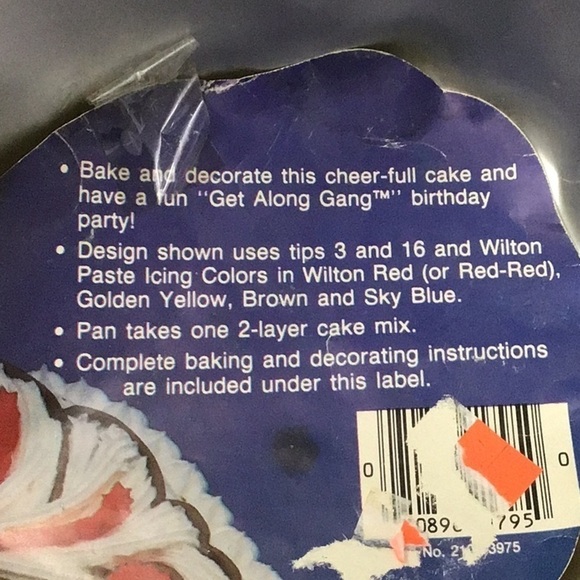 • Bake and decorate this cheer-full cake and
have a fun "Get Along Gang™" birthday
party!
• Design shown uses tips 3 and 16 and Wilton
Paste Icing Colors in Wilton Red (or Red-Red),
Golden Yellow, Brown and Sky Blue.
• Pan takes one 2-layer cake mix.
• Complete baking and decorating instructions
are included under this label.
0 0
No.